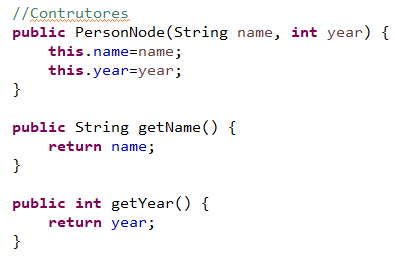 //Contrutores
public PersonNode(String name, int year) {
this.name=name;
this.year=year;
}
public String getName() {
return name;
}
public int getYear() {
return year;
}